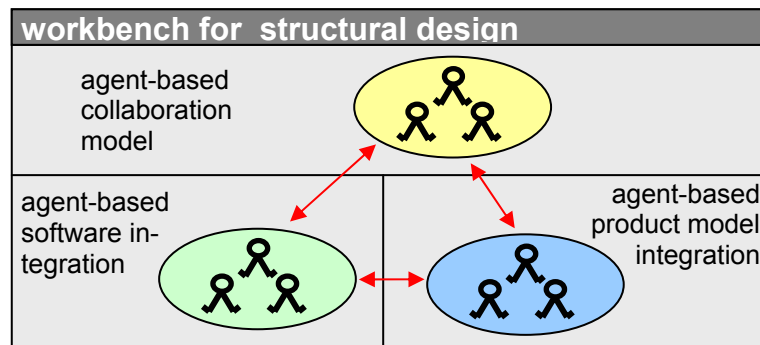 workbench for  structural design
agent-based
collaboration
model
agent-based
software in-
tegration
agent-based
product model
integration